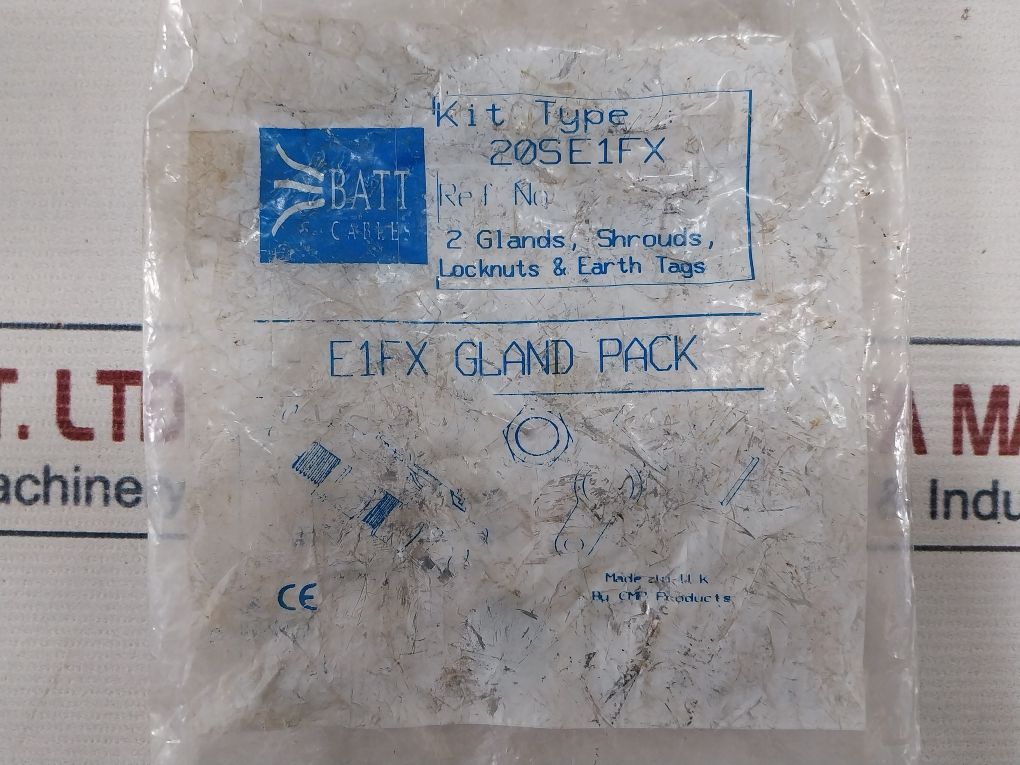 Kit Type
20SE1FX
Ref No
2 Glands, Shrouds,
Locknuts & Earth Tags
BATT
CABLES
E1FX GLAND PACK
CE
Made in U K
By CMP Products
T. LTD
A MA
achinery
& Indu